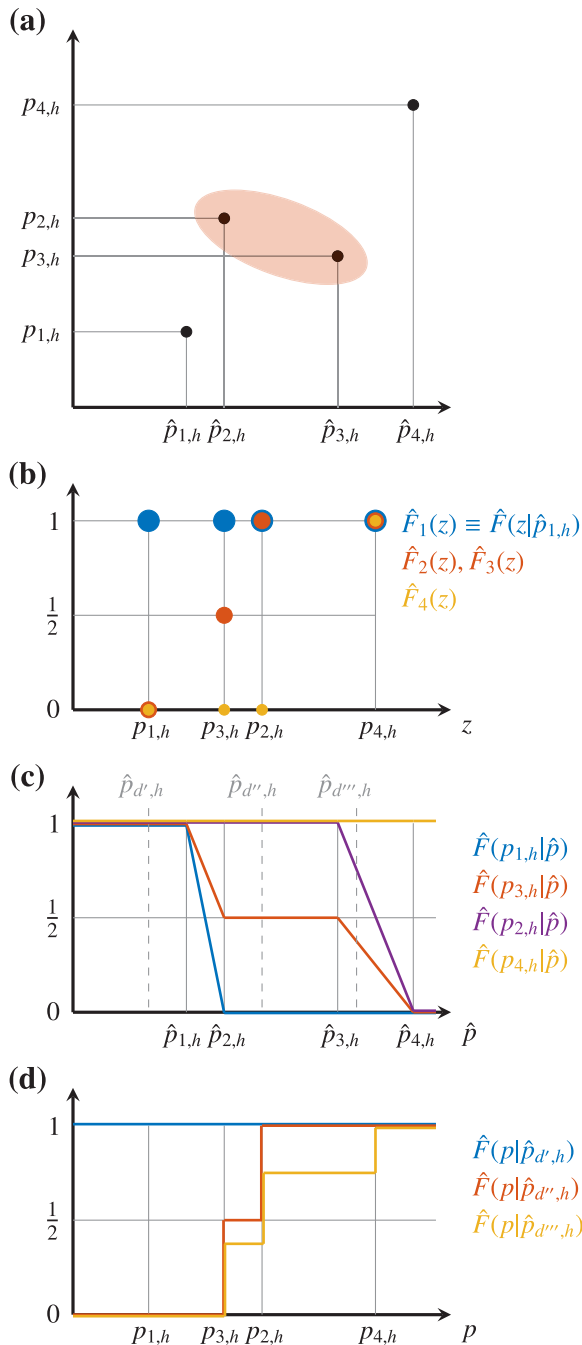 (a)
p₄,ₕ
p₂,ₕ
p₃,ₕ
p₁,ₕ
p̂₁,ₕ p̂₂,ₕ p̂₃,ₕ p̂₄,ₕ
(b)
1
F̂₁(z) ≡ F̂(z|p̂₁,ₕ)
F̂₂(z), F̂₃(z)
F̂₄(z)
1/2
0
p₁,ₕ p₃,ₕ p₂,ₕ p₄,ₕ z
(c)
p̂d′,ₕ p̂d″,ₕ p̂d‴,ₕ
1
F̂(p₁,ₕ|p̂)
F̂(p₃,ₕ|p̂)
F̂(p₂,ₕ|p̂)
F̂(p₄,ₕ|p̂)
1/2
0
p̂₁,ₕ p̂₂,ₕ p̂₃,ₕ p̂₄,ₕ p̂
(d)
1
F̂(p|p̂d′,ₕ)
F̂(p|p̂d″,ₕ)
F̂(p|p̂d‴,ₕ)
1/2
0
p₁,ₕ p₃,ₕ p₂,ₕ p₄,ₕ p